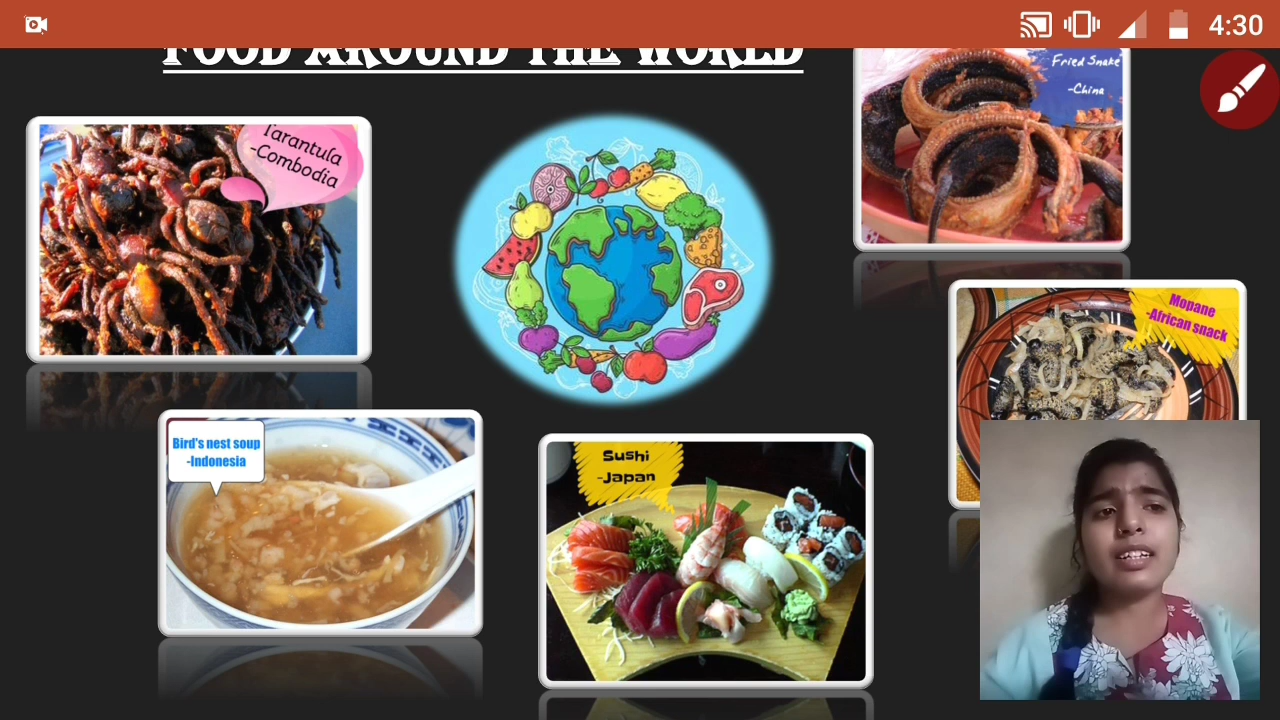 4:30
FOOD AROUND THE WORLD
Fried Snake
-China
Tarantula
-Combodia
Mopane
-African snack
Bird's nest soup
-Indonesia
Sushi
-Japan